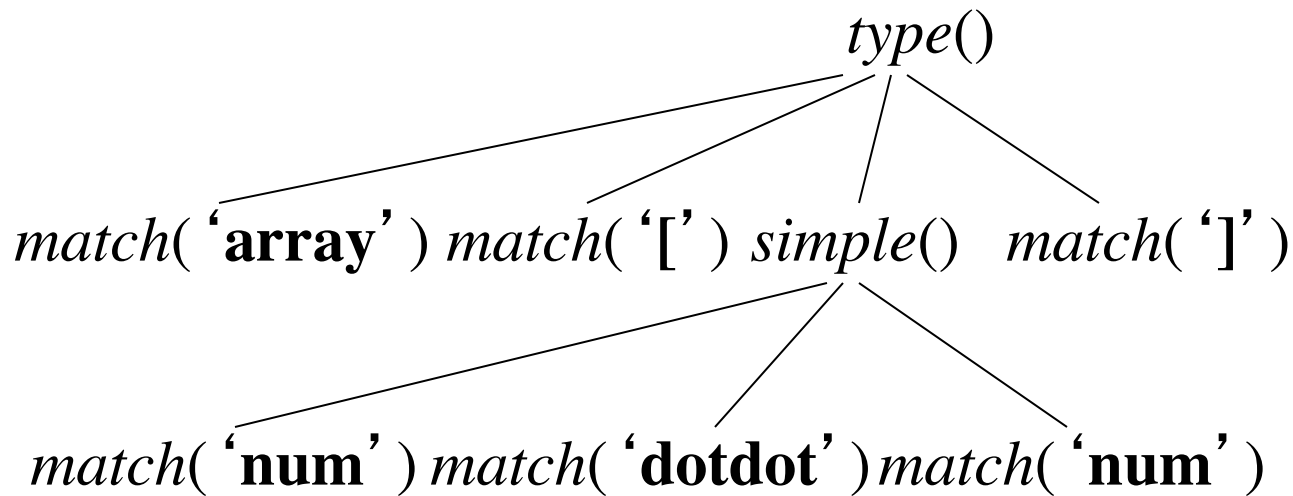 type()
match(‘array’) match(‘[’) simple() match(‘]’)
match(‘num’) match(‘dotdot’) match(‘num’)